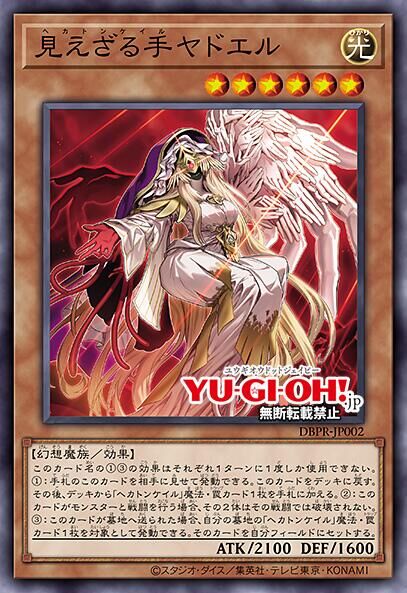 ヘカトンケイル
見えざる手ヤドエル
ひかり
光
ユウギオウドットジェイピー
YU-GI-OH!.jp
無断転載禁止
DBPR-JP002
[幻想魔族／効果]
このカード名の①③の効果はそれぞれ１ターンに１度しか使用できない。
①：手札のこのカードを相手に見せて発動できる。このカードをデッキに戻す。
その後、デッキから「ヘカトンケイル」魔法・罠カード１枚を手札に加える。②：この
カードがモンスターと戦闘を行う場合、その２体はその戦闘では破壊されない。
③：このカードが墓地へ送られた場合、自分の墓地の「ヘカトンケイル」魔法・罠
カード１枚を対象として発動できる。そのカードを自分フィールドにセットする。
ATK/2100 DEF/1600
©スタジオ・ダイス／集英社・テレビ東京・KONAMI